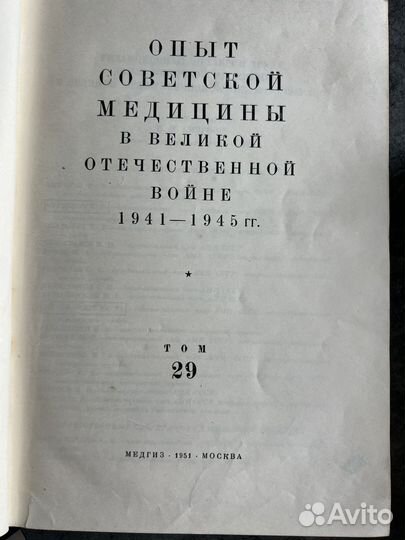 ОПЫТ
СОВЕТСКОЙ
МЕДИЦИНЫ
В ВЕЛИКОЙ
ОТЕЧЕСТВЕННОЙ
ВОЙНЕ
1941—1945 гг.
*
ТОМ
29
МЕДГИЗ · 1951 · МОСКВА
Avito